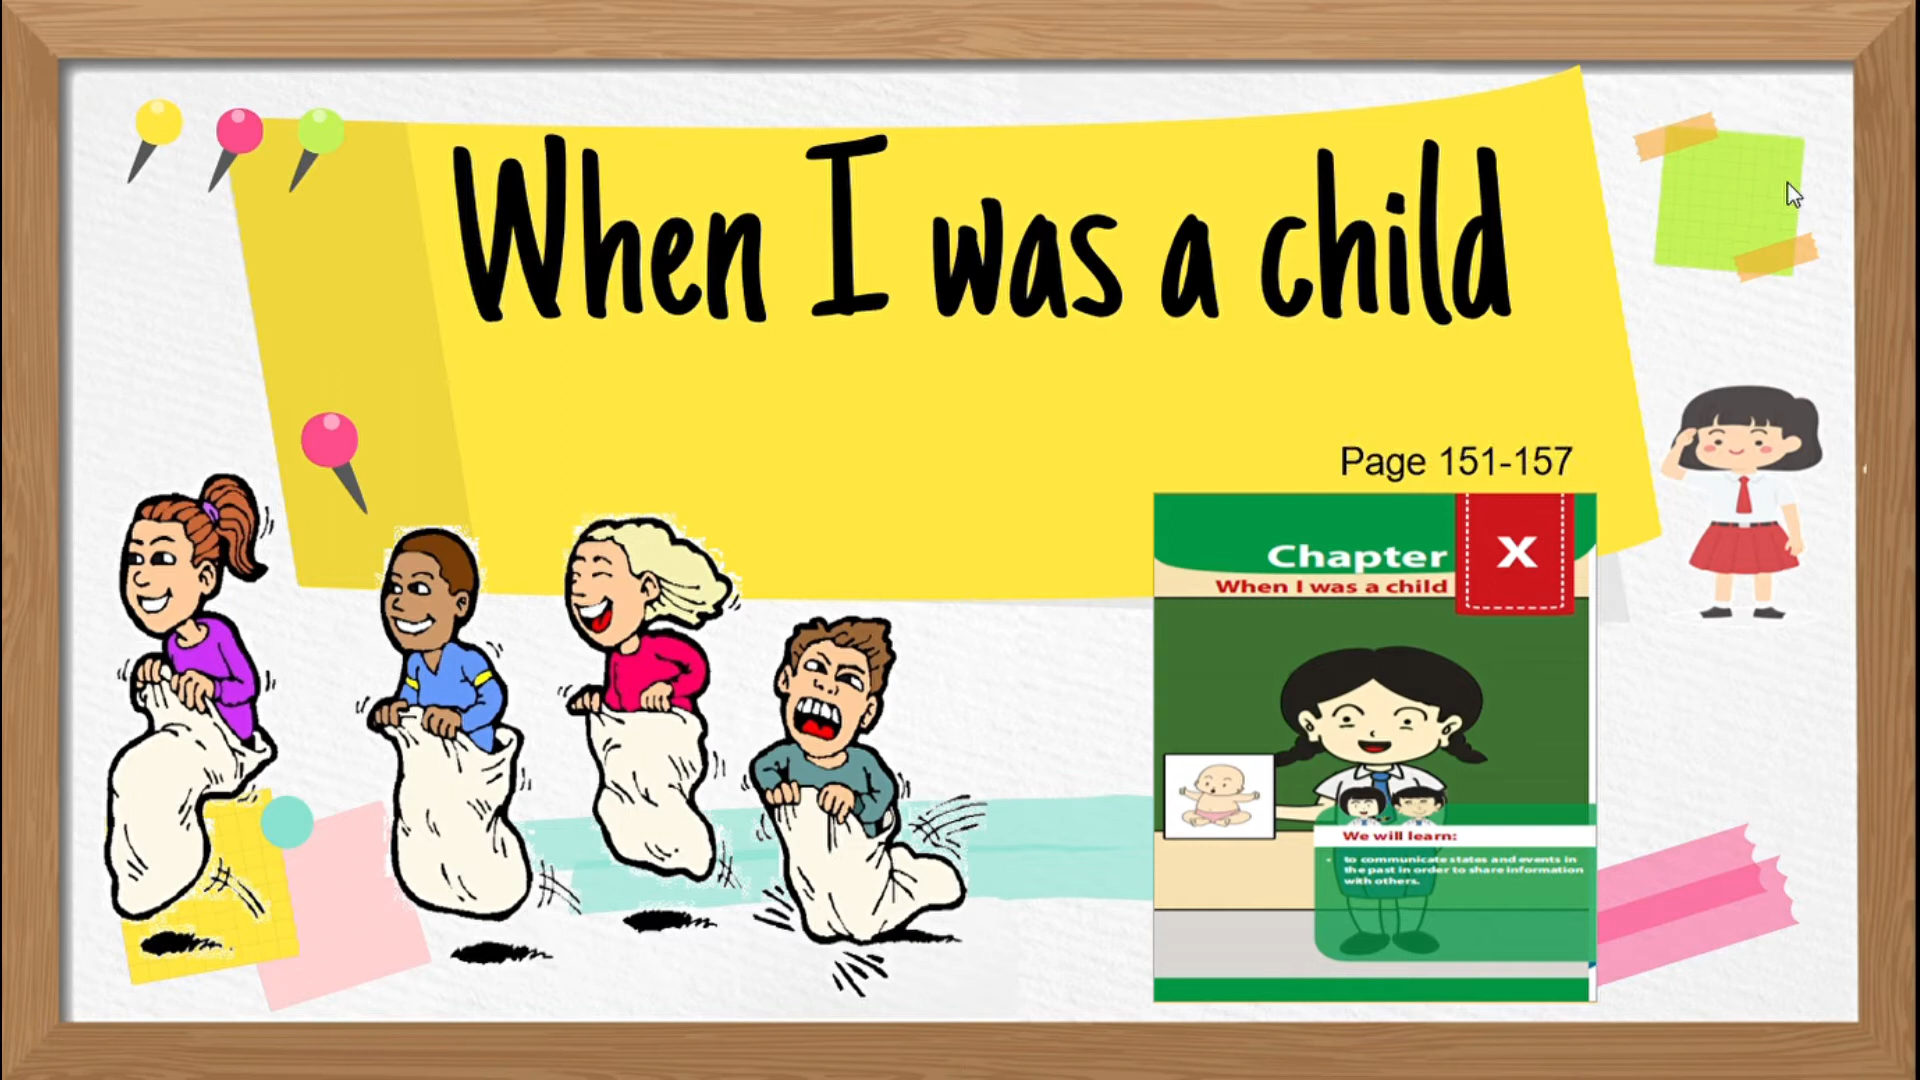 When I was a child
Page 151-157
Chapter
X
When I was a child
We will learn:
to communicate states and events in
the past in order to share information
with others.